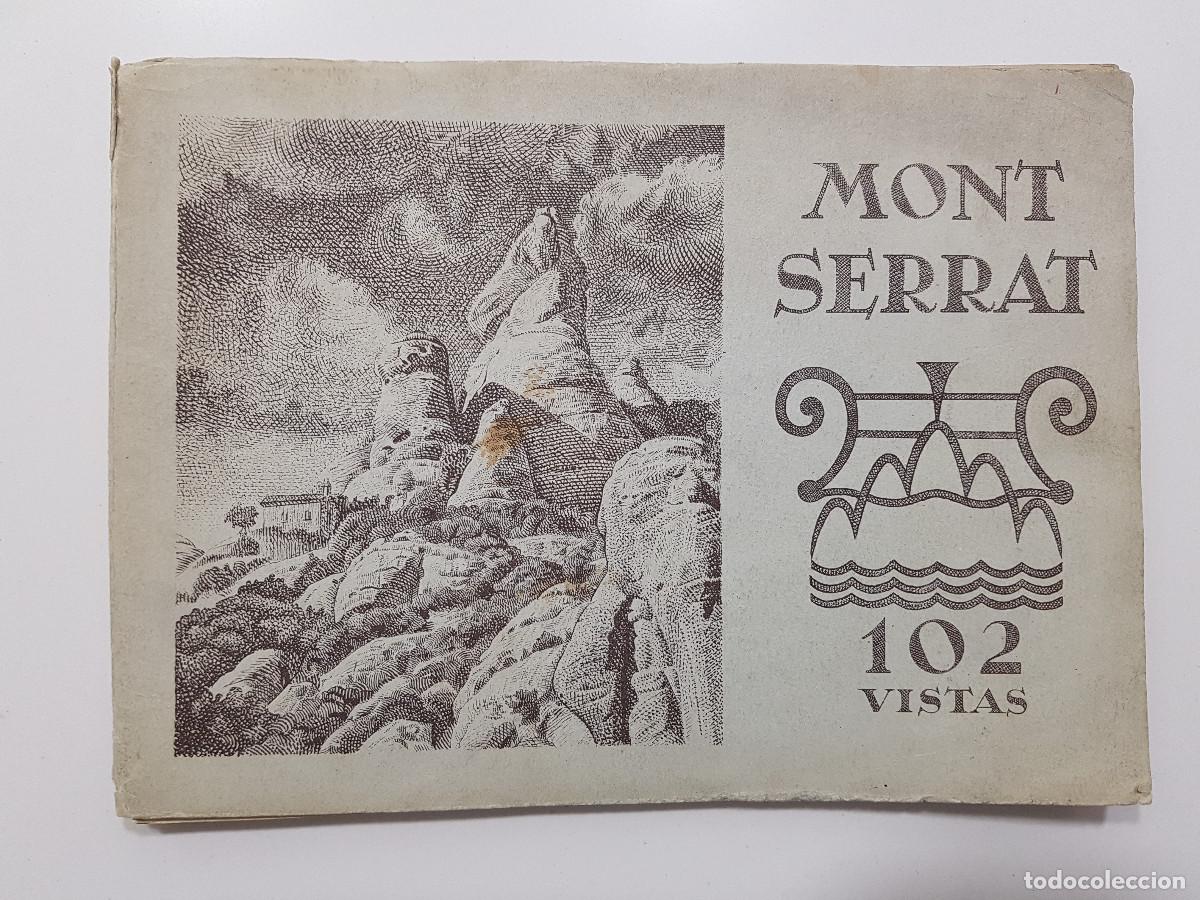 MONT
SERRAT
102
VISTAS
todocoleccion